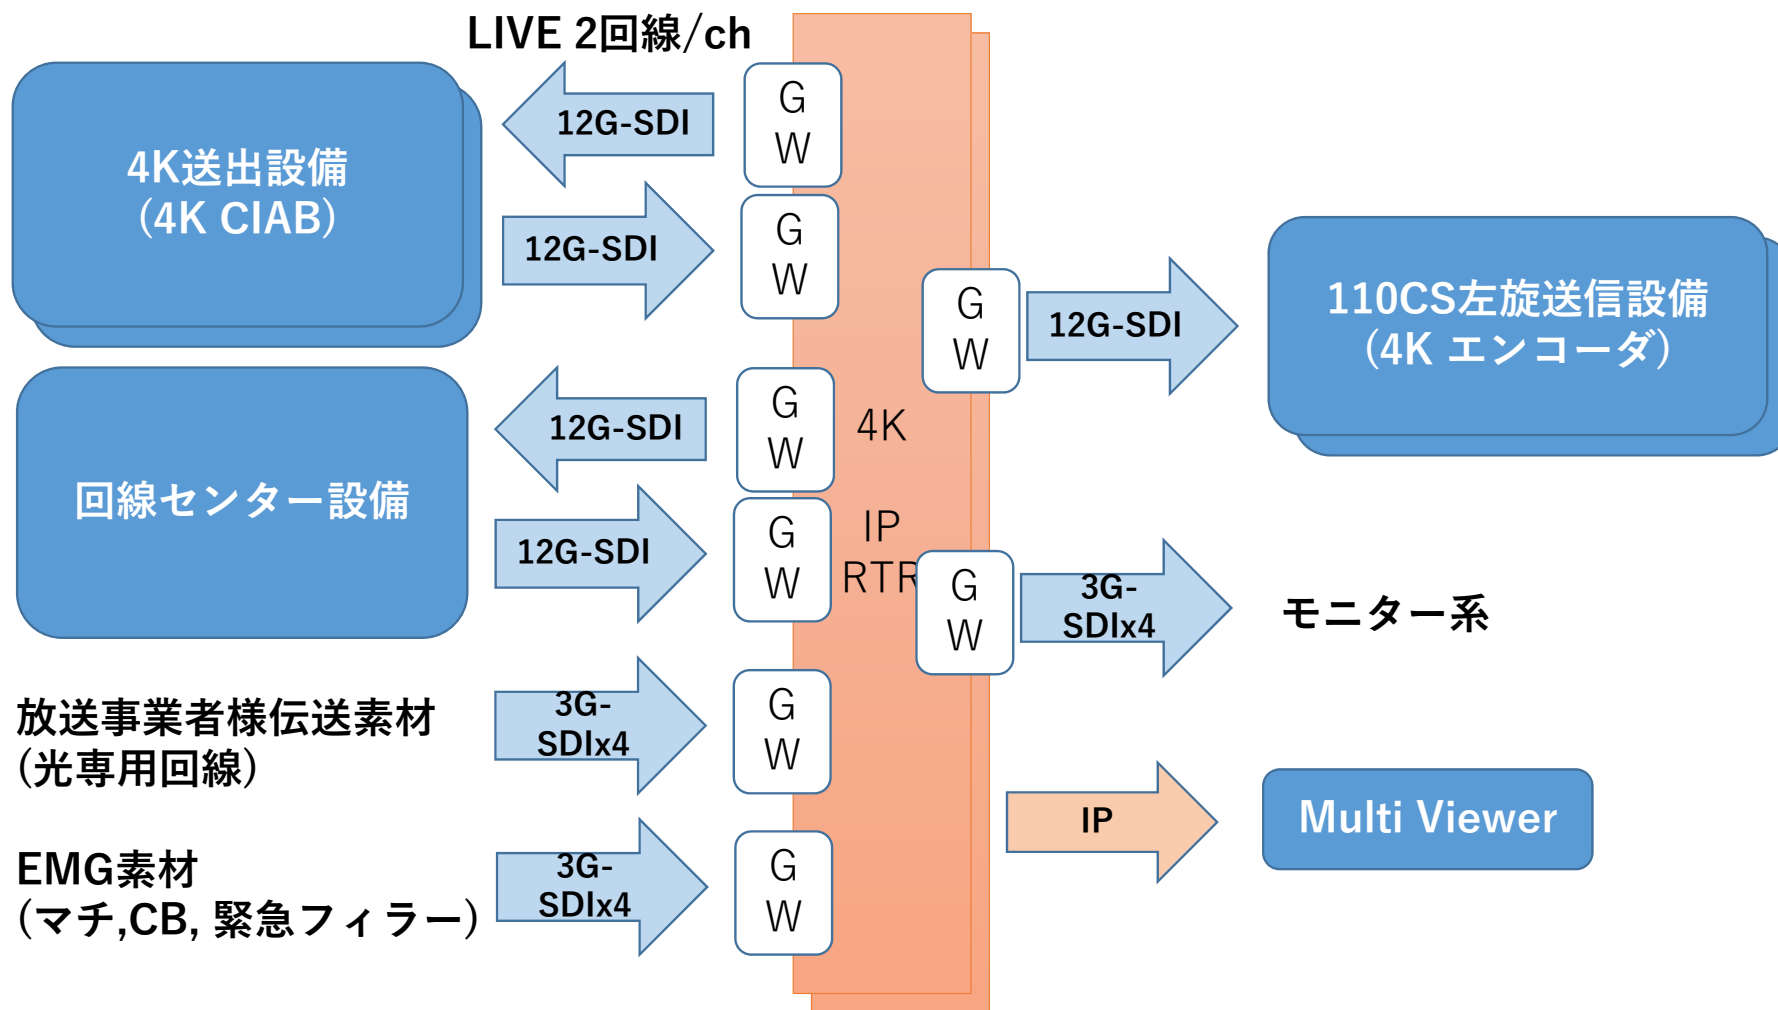 LIVE 2回線/ch
12G-SDI
G
W
4K送出設備
(4K CIAB)
12G-SDI
G
W
G
W
12G-SDI
110CS左旋送信設備
(4K エンコーダ)
12G-SDI
G
W
4K
回線センター設備
12G-SDI
G
W
IP
RTR
G
W
3G-
SDIx4
モニター系
放送事業者様伝送素材
(光専用回線)
3G-
SDIx4
G
W
IP
Multi Viewer
EMG素材
(マチ,CB, 緊急フィラー)
3G-
SDIx4
G
W